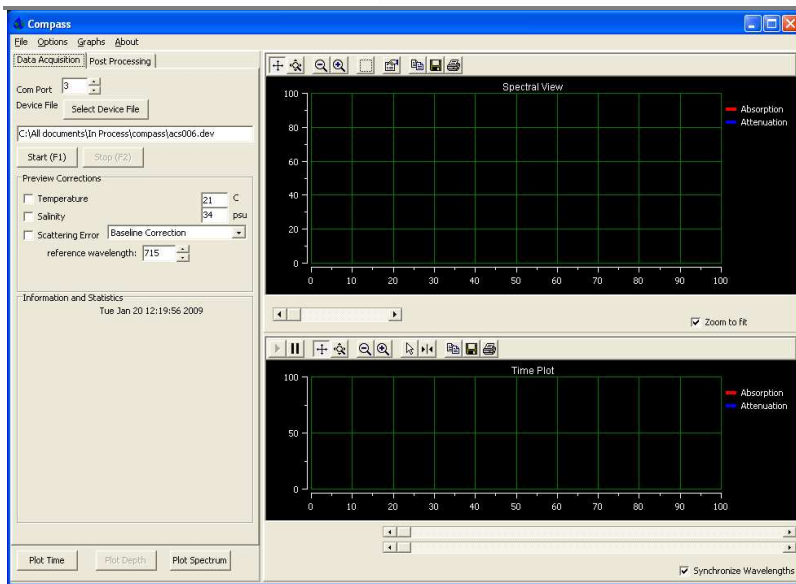 Compass
File Options Graphs About
Data Acquisition Post Processing
Com Port 3
Device File Select Device File
C:\All documents\In Process\compass\acs006.dev
Start (F1) Stop (F2)
Preview Corrections
Temperature 21 C
Salinity 34 psu
Scattering Error Baseline Correction
reference wavelength: 715
Information and Statistics
Tue Jan 20 12:19:56 2009
Plot Time Plot Depth Plot Spectrum
Spectral View
100
80
60
40
20
0
0 10 20 30 40 50 60 70 80 90 100
Absorption
Attenuation
Zoom to fit
Time Plot
100
50
0
0 10 20 30 40 50 60 70 80 90 100
Absorption
Attenuation
Synchronize Wavelengths